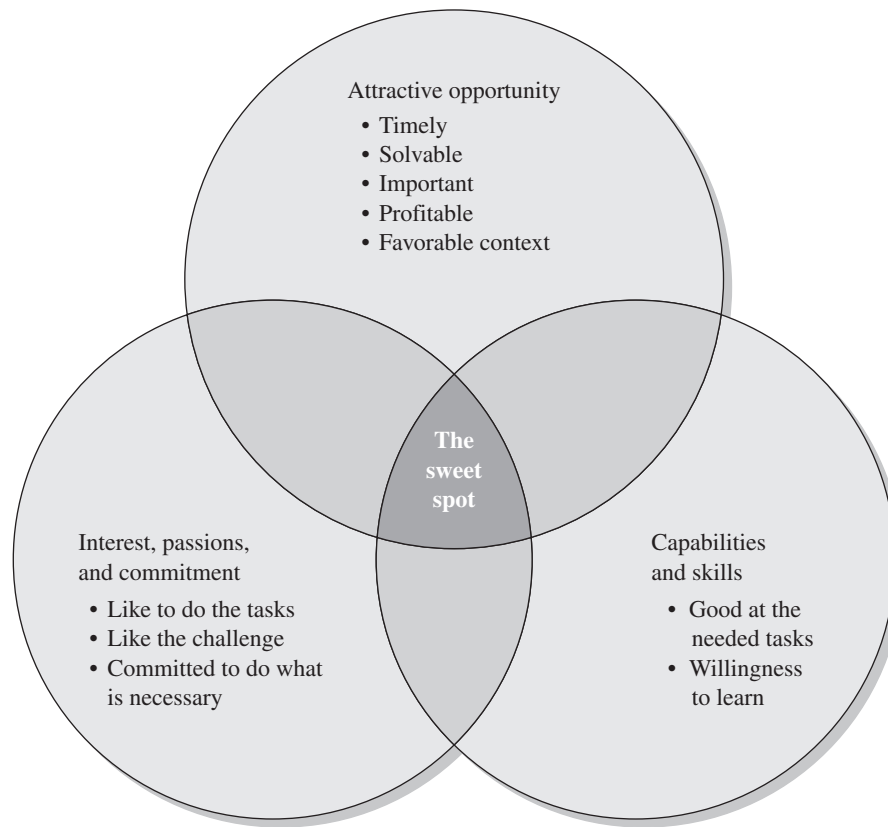 Attractive opportunity
• Timely
• Solvable
• Important
• Profitable
• Favorable context
The
sweet
spot
Interest, passions,
and commitment
• Like to do the tasks
• Like the challenge
• Committed to do what
is necessary
Capabilities
and skills
• Good at the
needed tasks
• Willingness
to learn